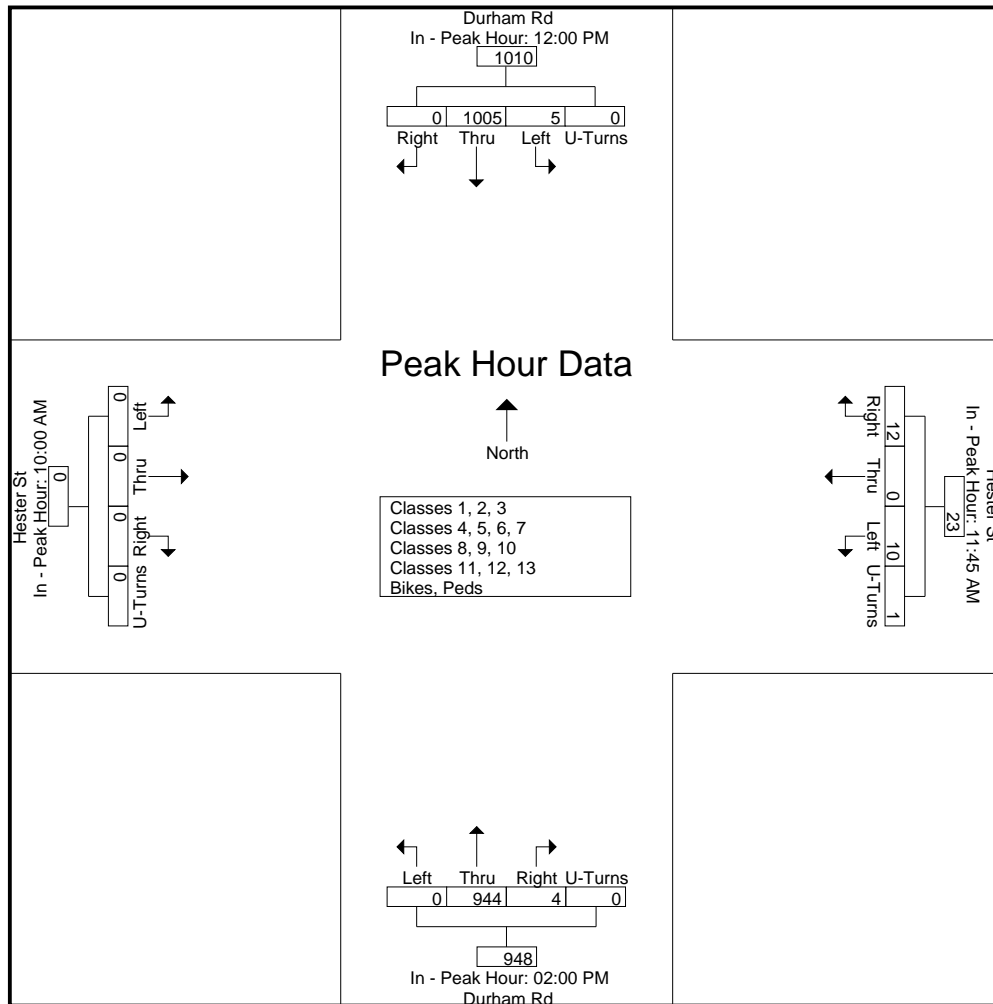 Durham Rd
In - Peak Hour: 12:00 PM
1010
0 1005 5 0
Right Thru Left U-Turns
Peak Hour Data
North
Classes 1, 2, 3
Classes 4, 5, 6, 7
Classes 8, 9, 10
Classes 11, 12, 13
Bikes, Peds
Hester St
In - Peak Hour: 10:00 AM
0
0 0 0 0
Left Thru Right U-Turns
Hester St
In - Peak Hour: 11:45 AM
23
12 0 10 1
Right Thru Left U-Turns
Left Thru Right U-Turns
0 944 4 0
948
In - Peak Hour: 02:00 PM
Durham Rd